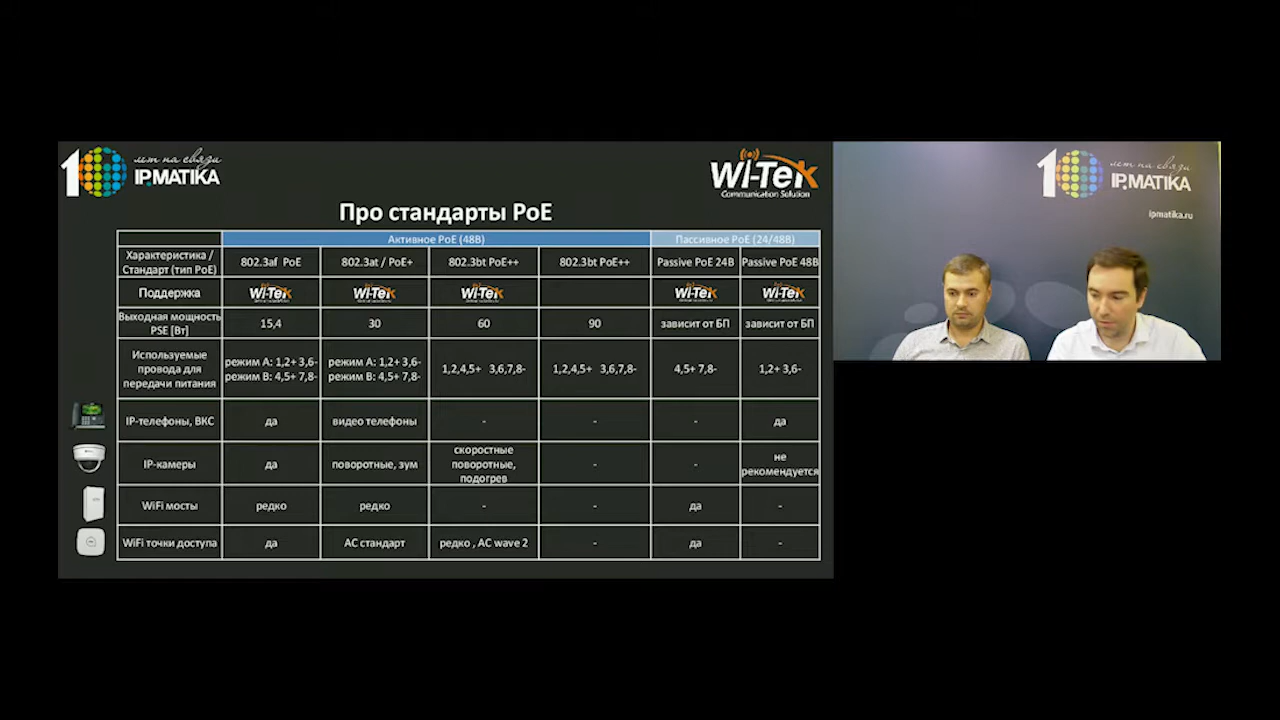 10 лет на связи
IPMATIKA
Wi-Tek
Communication Solution
Про стандарты PoE
Активное PoE (48В)
Пассивное PoE (24/48В)
Характеристика /
Стандарт (тип PoE)
802.3af PoE
802.3at / PoE+
802.3bt PoE++
802.3bt PoE++
Passive PoE 24В
Passive PoE 48В
Поддержка
Wi-Tek
Wi-Tek
Wi-Tek
Wi-Tek
Wi-Tek
Выходная мощность
PSE [Вт]
15,4
30
60
90
зависит от БП
зависит от БП
Используемые
провода для
передачи питания
режим А: 1,2+ 3,6-
режим В: 4,5+ 7,8-
режим А: 1,2+ 3,6-
режим В: 4,5+ 7,8-
1,2,4,5+ 3,6,7,8-
1,2,4,5+ 3,6,7,8-
4,5+ 7,8-
1,2+ 3,6-
IP-телефоны, ВКС
да
видео телефоны
-
-
-
да
IP-камеры
да
поворотные, зум
скоростные
поворотные,
подогрев
-
-
не
рекомендуется
WiFi мосты
редко
редко
-
-
да
-
WiFi точки доступа
да
АС стандарт
редко , AC wave 2
-
да
-
10 лет на связи
IPMATIKA
ipmatika.ru